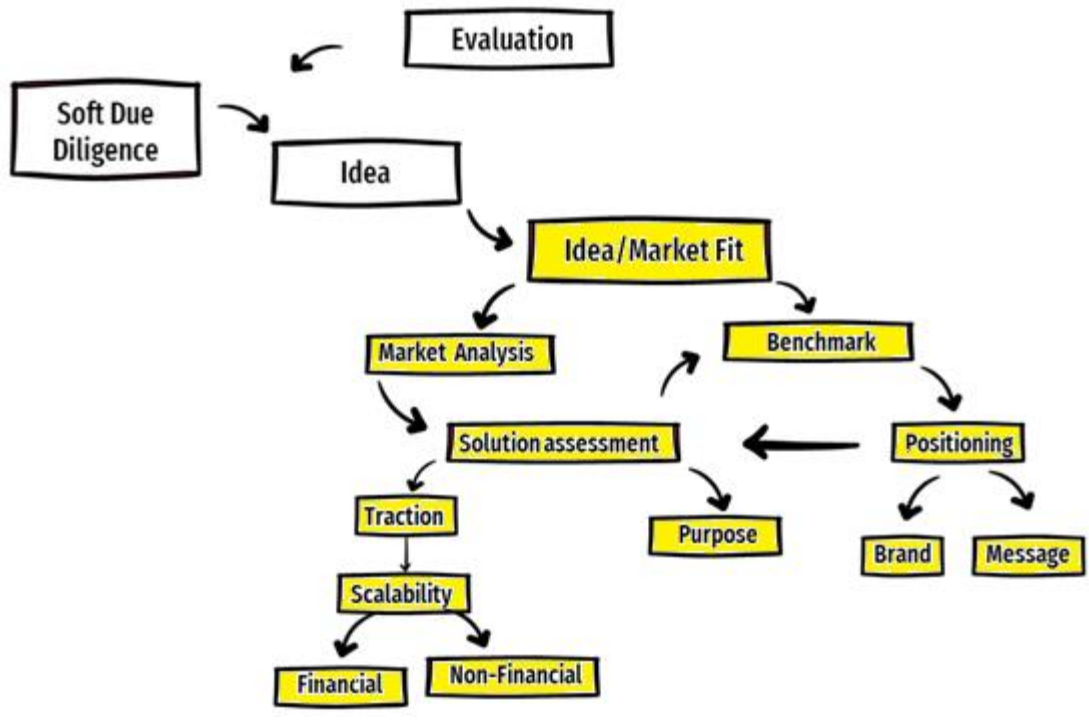 Evaluation
Soft Due
Diligence
Idea
Idea/Market Fit
Market Analysis
Benchmark
Solution assessment
Positioning
Traction
Purpose
Brand
Message
Scalability
Financial
Non-Financial